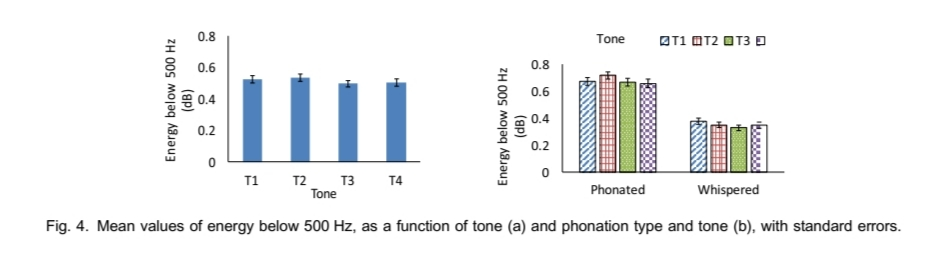 0.8
0.6
0.4
0.2
0
Energy below 500 Hz
(dB)
T1 T2 T3 T4
Tone
Tone T1 T2 T3
0.8
0.6
0.4
0.2
0
Energy below 500 Hz
(dB)
Phonated Whispered
Fig. 4. Mean values of energy below 500 Hz, as a function of tone (a) and phonation type and tone (b), with standard errors.